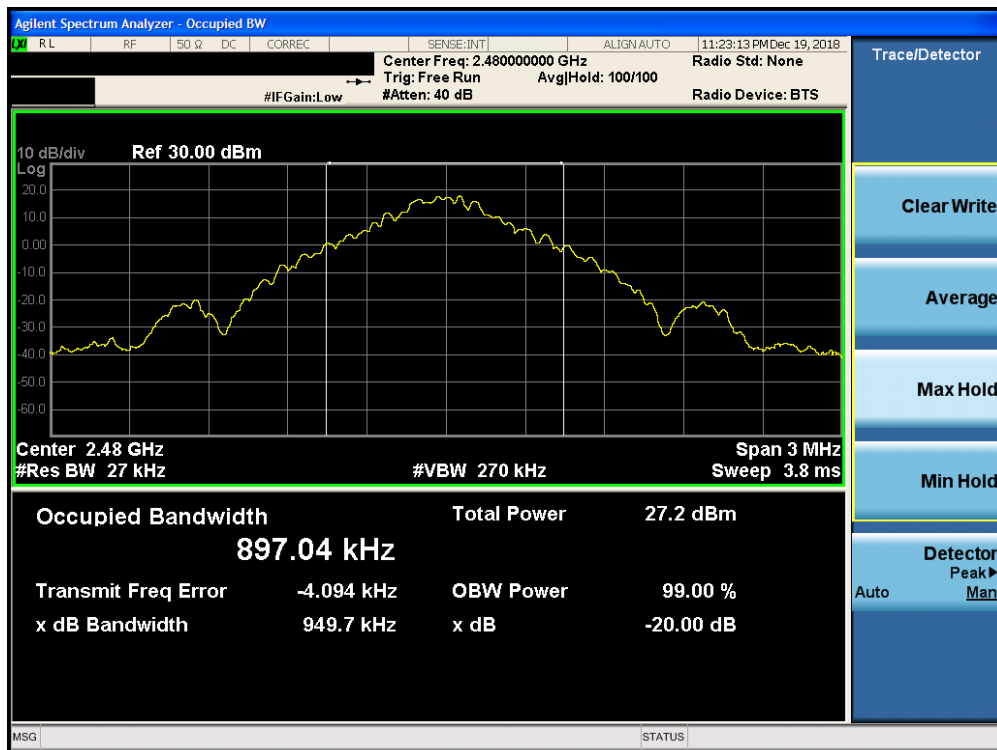 Agilent Spectrum Analyzer - Occupied BW
LXI RL RF 50 Ω DC CORREC SENSE:INT ALIGN AUTO 11:23:13 PM Dec 19, 2018
Center Freq: 2.480000000 GHz Radio Std: None
Trig: Free Run Avg|Hold: 100/100
#IFGain:Low #Atten: 40 dB Radio Device: BTS
10 dB/div Ref 30.00 dBm
Log
20.0
10.0
0.00
-10.0
-20.0
-30.0
-40.0
-50.0
-60.0
Center 2.48 GHz Span 3 MHz
#Res BW 27 kHz #VBW 270 kHz Sweep 3.8 ms
Occupied Bandwidth Total Power 27.2 dBm
897.04 kHz
Transmit Freq Error -4.094 kHz OBW Power 99.00 %
x dB Bandwidth 949.7 kHz x dB -20.00 dB
Trace/Detector
Clear Write
Average
Max Hold
Min Hold
Detector
Peak▶
Auto Man
MSG STATUS